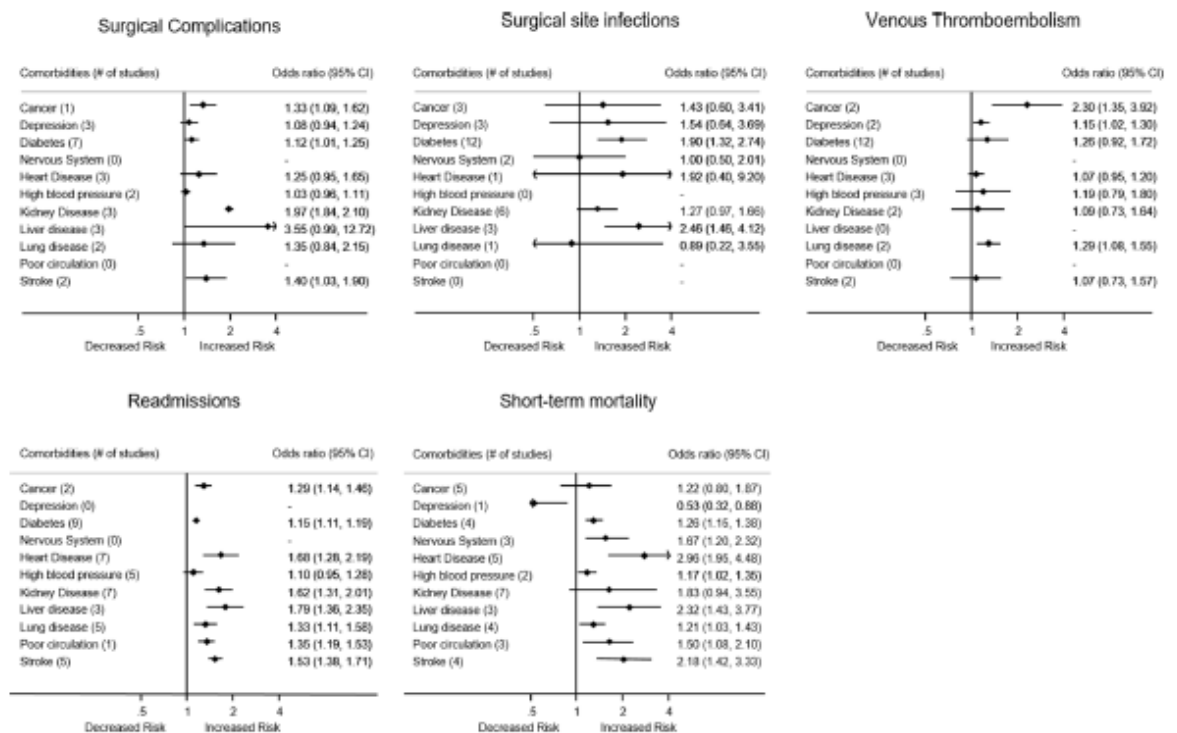 Surgical Complications
Comorbidities (# of studies) Odds ratio (95% CI)
Cancer (1) 1.33 (1.09, 1.62)
Depression (3) 1.08 (0.94, 1.24)
Diabetes (7) 1.12 (1.01, 1.25)
Nervous System (0) -
Heart Disease (3) 1.25 (0.95, 1.65)
High blood pressure (2) 1.03 (0.96, 1.11)
Kidney Disease (3) 1.97 (1.84, 2.10)
Liver disease (3) 3.55 (0.99, 12.72)
Lung disease (2) 1.35 (0.84, 2.15)
Poor circulation (0) -
Stroke (2) 1.40 (1.03, 1.90)
.5 1 2 4
Decreased Risk Increased Risk
Surgical site infections
Comorbidities (# of studies) Odds ratio (95% CI)
Cancer (3) 1.43 (0.60, 3.41)
Depression (3) 1.54 (0.64, 3.69)
Diabetes (12) 1.90 (1.32, 2.74)
Nervous System (2) 1.00 (0.50, 2.01)
Heart Disease (1) 1.92 (0.40, 9.20)
High blood pressure (0) -
Kidney Disease (6) 1.27 (0.97, 1.66)
Liver disease (3) 2.46 (1.46, 4.12)
Lung disease (1) 0.89 (0.22, 3.55)
Poor circulation (0) -
Stroke (0) -
.5 1 2 4
Decreased Risk Increased Risk
Venous Thromboembolism
Comorbidities (# of studies) Odds ratio (95% CI)
Cancer (2) 2.30 (1.35, 3.92)
Depression (2) 1.15 (1.02, 1.30)
Diabetes (12) 1.26 (0.92, 1.72)
Nervous System (0) -
Heart Disease (3) 1.07 (0.95, 1.20)
High blood pressure (3) 1.19 (0.79, 1.80)
Kidney Disease (2) 1.09 (0.73, 1.64)
Liver disease (0) -
Lung disease (2) 1.29 (1.08, 1.55)
Poor circulation (0) -
Stroke (2) 1.07 (0.73, 1.57)
.5 1 2 4
Decreased Risk Increased Risk
Readmissions
Comorbidities (# of studies) Odds ratio (95% CI)
Cancer (2) 1.29 (1.14, 1.46)
Depression (0) -
Diabetes (9) 1.15 (1.11, 1.19)
Nervous System (0) -
Heart Disease (7) 1.68 (1.28, 2.19)
High blood pressure (5) 1.10 (0.95, 1.28)
Kidney Disease (7) 1.62 (1.31, 2.01)
Liver disease (3) 1.79 (1.36, 2.35)
Lung disease (5) 1.33 (1.11, 1.58)
Poor circulation (1) 1.35 (1.19, 1.53)
Stroke (5) 1.53 (1.38, 1.71)
.5 1 2 4
Decreased Risk Increased Risk
Short-term mortality
Comorbidities (# of studies) Odds ratio (95% CI)
Cancer (5) 1.22 (0.80, 1.87)
Depression (1) 0.53 (0.32, 0.88)
Diabetes (4) 1.26 (1.15, 1.38)
Nervous System (3) 1.67 (1.20, 2.32)
Heart Disease (5) 2.96 (1.95, 4.48)
High blood pressure (2) 1.17 (1.02, 1.35)
Kidney Disease (7) 1.83 (0.94, 3.55)
Liver disease (3) 2.32 (1.43, 3.77)
Lung disease (4) 1.21 (1.03, 1.43)
Poor circulation (3) 1.50 (1.08, 2.10)
Stroke (4) 2.18 (1.42, 3.33)
.5 1 2 4
Decreased Risk Increased Risk